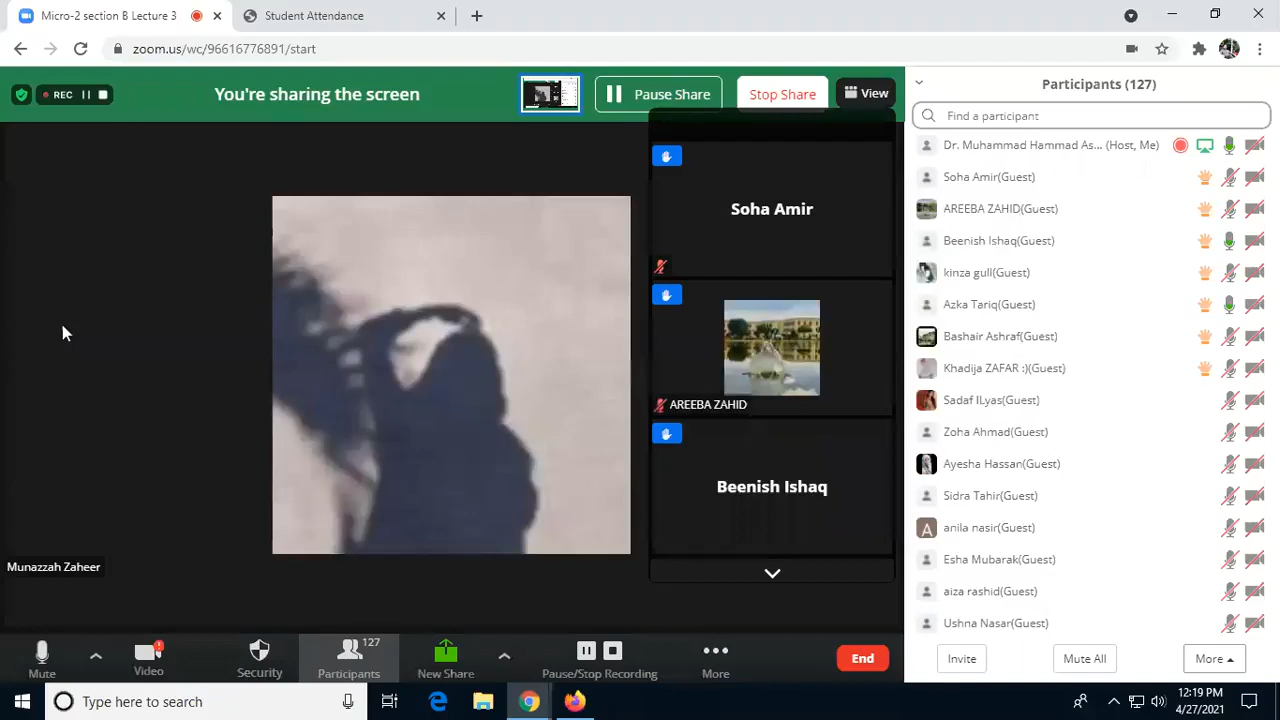 Micro-2 section B Lecture 3
Student Attendance
zoom.us/wc/96616776891/start
REC
You're sharing the screen
Pause Share
Stop Share
View
Soha Amir
AREEBA ZAHID
Beenish Ishaq
Munazzah Zaheer
Participants (127)
Find a participant
Dr. Muhammad Hammad As... (Host, Me)
Soha Amir(Guest)
AREEBA ZAHID(Guest)
Beenish Ishaq(Guest)
kinza gull(Guest)
Azka Tariq(Guest)
Bashair Ashraf(Guest)
Khadija ZAFAR :)(Guest)
Sadaf ILyas(Guest)
Zoha Ahmad(Guest)
Ayesha Hassan(Guest)
Sidra Tahir(Guest)
A
anila nasir(Guest)
Esha Mubarak(Guest)
aiza rashid(Guest)
Ushna Nasar(Guest)
Invite
Mute All
More
Mute
Video
Security
127
Participants
New Share
Pause/Stop Recording
More
End
Type here to search
12:19 PM
4/27/2021